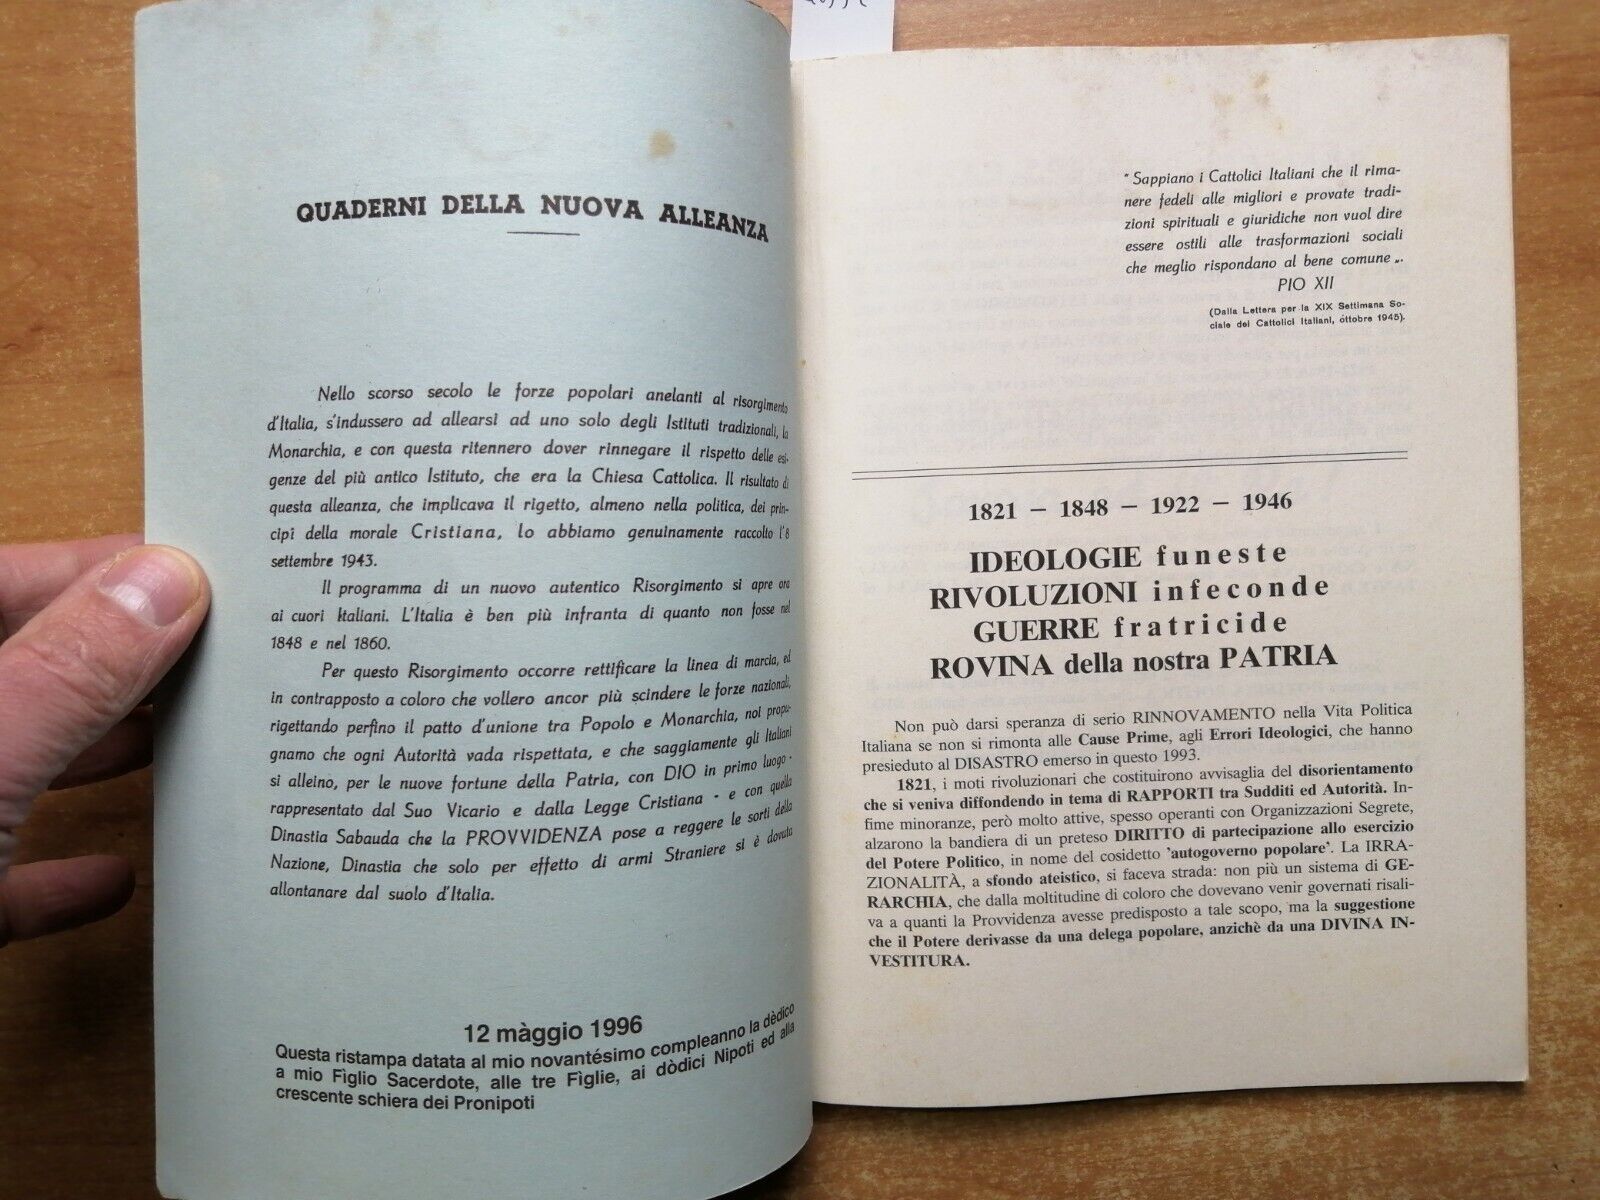 QUADERNI DELLA NUOVA ALLEANZA
Nello scorso secolo le forze popolari anelanti al risorgimento
d'Italia, s'indussero ad allearsi ad uno solo degli Istituti tradizionali, la
Monarchia, e con questa ritennero dover rinnegare il rispetto delle esi-
genze del più antico Istituto, che era la Chiesa Cattolica. Il risultato di
questa alleanza, che implicava il rigetto, almeno nella politica, dei prin-
cipî della morale Cristiana, lo abbiamo genuinamente raccolto l'8
settembre 1943.
Il programma di un nuovo autentico Risorgimento si apre ora
ai cuori Italiani. L'Italia è ben più infranta di quanto non fosse nel
1848 e nel 1860.
Per questo Risorgimento occorre rettificare la linea di marcia, ed
in contrapposto a coloro che vollero ancor più scindere le forze nazionali,
rigettando perfino il patto d'unione tra Popolo e Monarchia, noi propu-
gnamo che ogni Autorità vada rispettata, e che saggiamente gli Italiani
si alleino, per le nuove fortune della Patria, con DIO in primo luogo -
rappresentato dal Suo Vicario e dalla Legge Cristiana - e con quella
Dinastia Sabauda che la PROVVIDENZA pose a reggere le sorti della
Nazione, Dinastia che solo per effetto di armi Straniere si è dovuta
allontanare dal suolo d'Italia.
12 màggio 1996
Questa ristampa datata al mio novantésimo compleanno la dèdico
a mio Fìglio Sacerdote, alle tre Fìglie, ai dòdici Nipoti ed alla
crescente schiera dei Pronipoti
" Sappiano i Cattolici Italiani che il rima-
nere fedeli alle migliori e provate tradi-
zioni spirituali e giuridiche non vuol dire
essere ostili alle trasformazioni sociali
che meglio rispondano al bene comune „.
PIO XII
(Dalla Lettera per la XIX Settimana So-
ciale dei Cattolici Italiani, ottobre 1945).
1821 – 1848 – 1922 – 1946
IDEOLOGIE funeste
RIVOLUZIONI infeconde
GUERRE fratricide
ROVINA della nostra PATRIA
Non può darsi speranza di serio RINNOVAMENTO nella Vita Politica
Italiana se non si rimonta alle Cause Prime, agli Errori Ideologici, che hanno
presieduto al DISASTRO emerso in questo 1993.
1821, i moti rivoluzionari che costituirono avvisaglia del disorientamento
che si veniva diffondendo in tema di RAPPORTI tra Sudditi ed Autorità. In-
fime minoranze, però molto attive, spesso operanti con Organizzazioni Segrete,
alzarono la bandiera di un preteso DIRITTO di partecipazione allo esercizio
del Potere Politico, in nome del cosidetto 'autogoverno popolare'. La IRRA-
ZIONALITÀ, a sfondo ateistico, si faceva strada: non più un sistema di GE-
RARCHIA, che dalla moltitudine di coloro che dovevano venir governati risali-
va a quanti la Provvidenza avesse predisposto a tale scopo, ma la suggestione
che il Potere derivasse da una delega popolare, anzichè da una DIVINA IN-
VESTITURA.